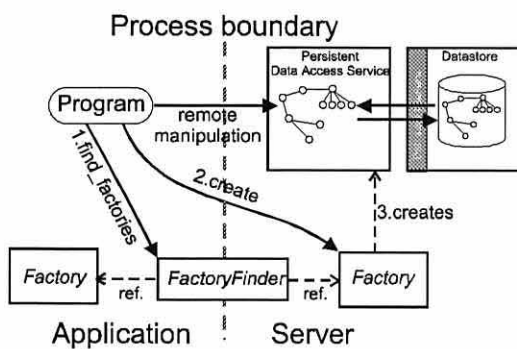 Process boundary
Persistent
Data Access Service
Datastore
Program
remote
manipulation
1.find_factories
2.create
3.creates
Factory
ref.
FactoryFinder
ref.
Factory
Application
Server